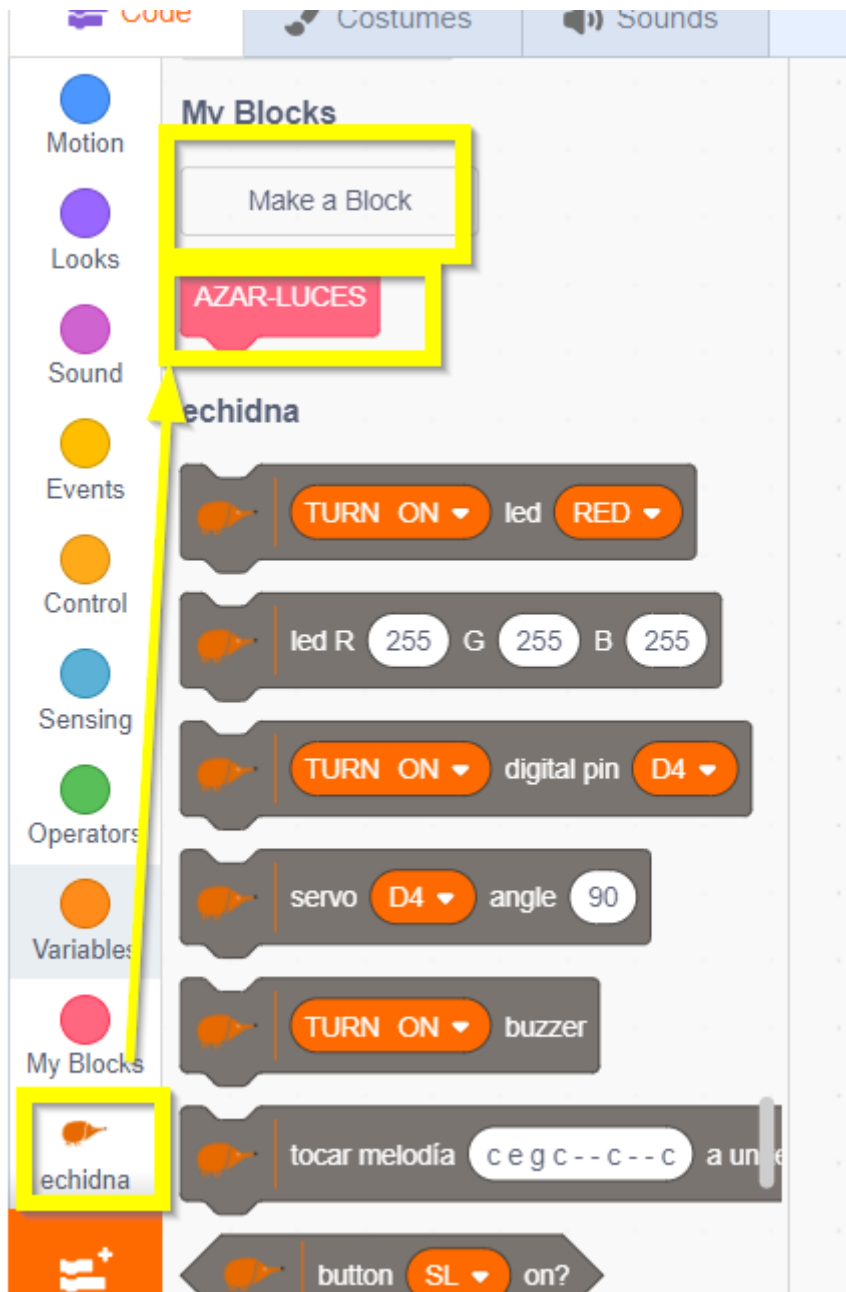 Code Costumes Sounds
Motion
Looks
Sound
Events
Control
Sensing
Operators
Variables
My Blocks
echidna
My Blocks
Make a Block
AZAR-LUCES
echidna
TURN ON led RED
led R 255 G 255 B 255
TURN ON digital pin D4
servo D4 angle 90
TURN ON buzzer
tocar melodía c e g c - - c - - c a un
button SL on?